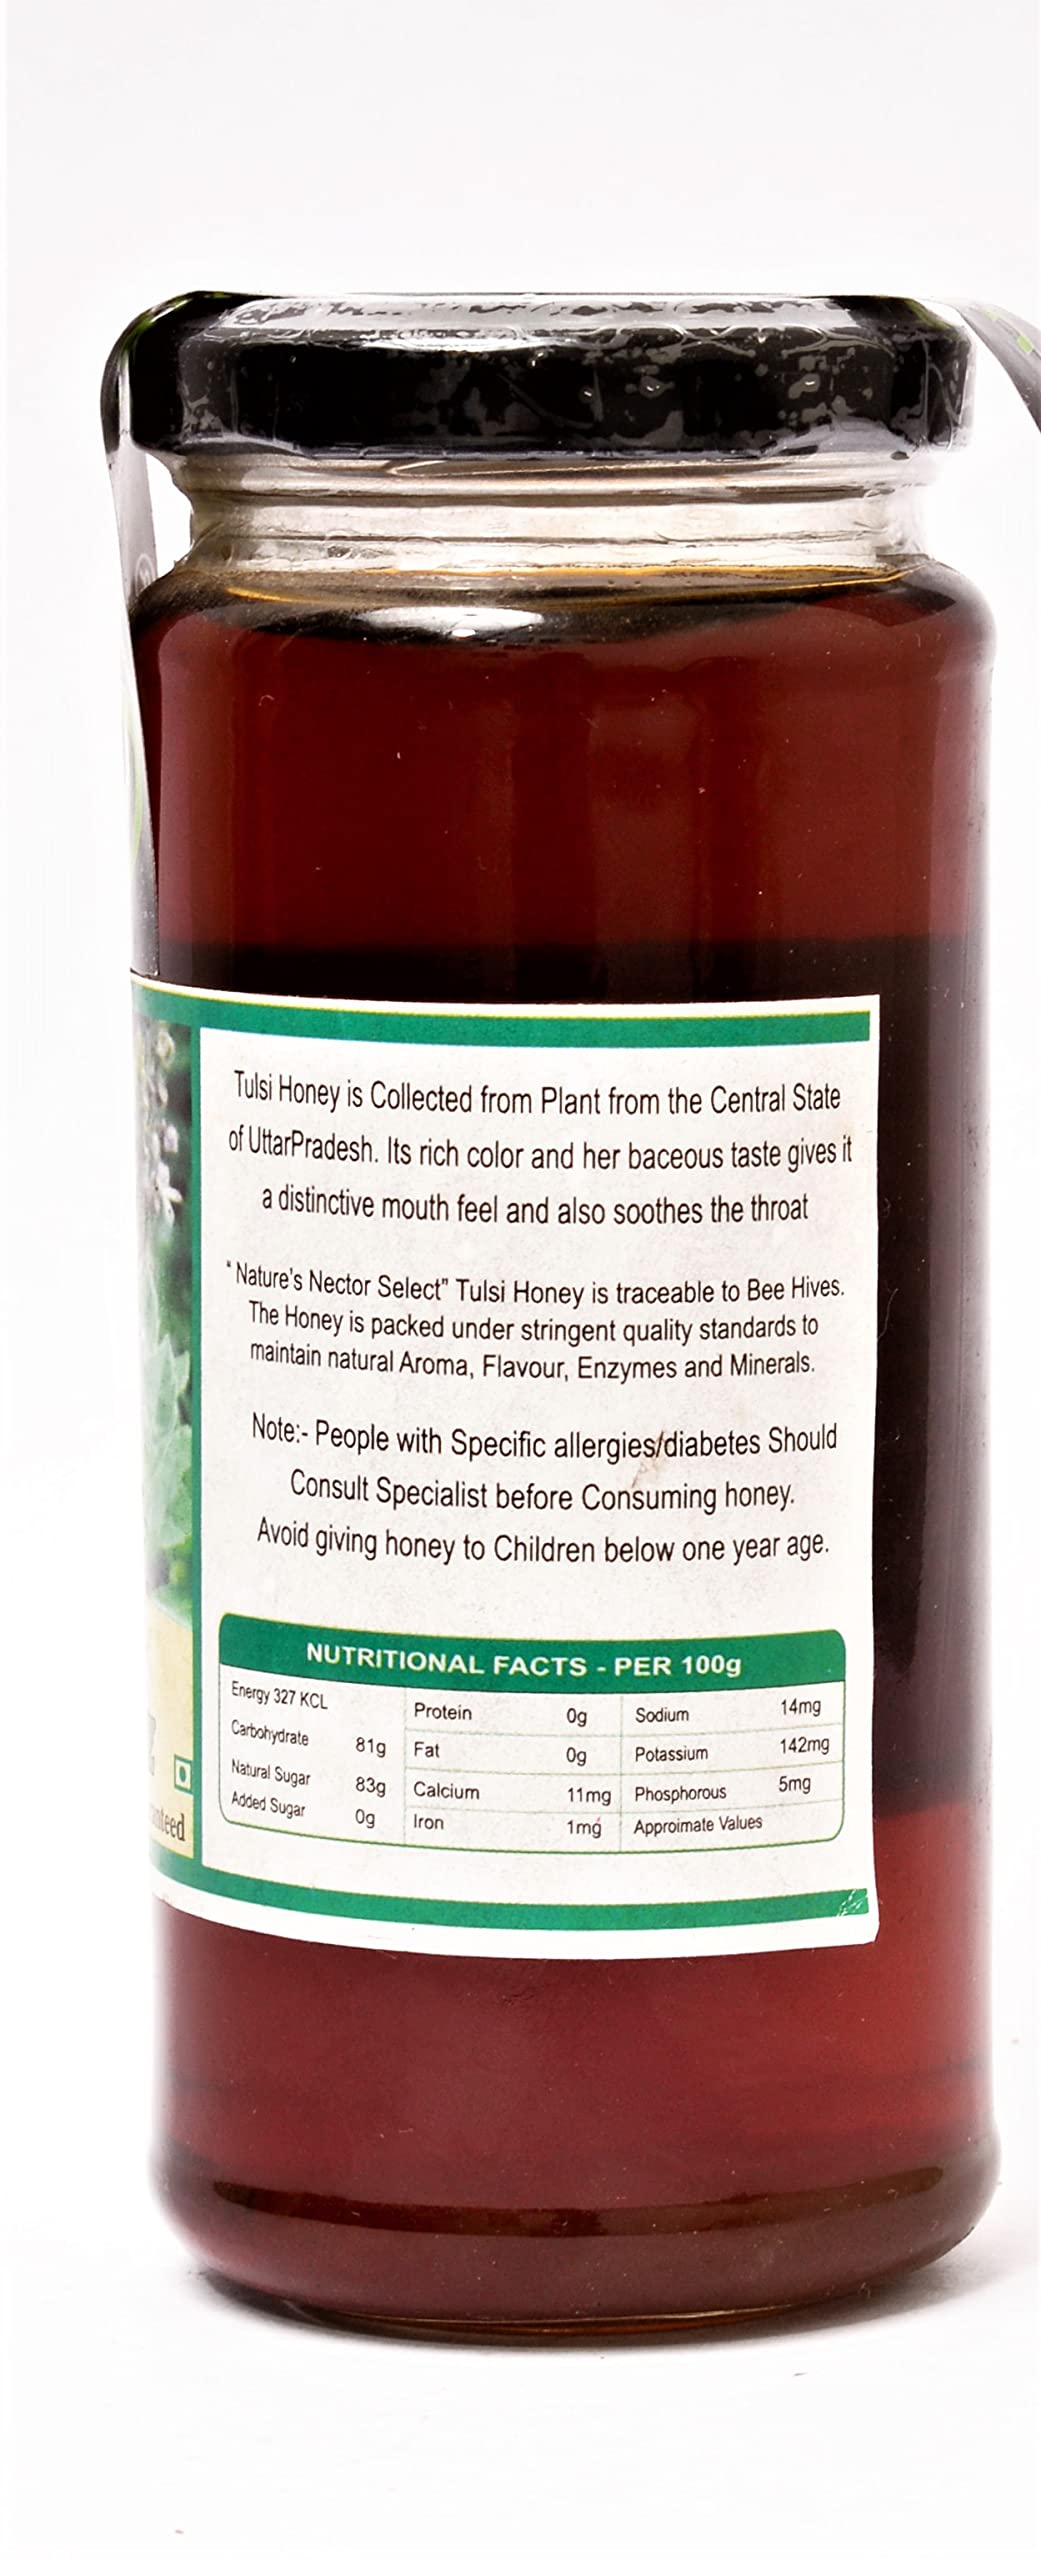 Tulsi Honey is Collected from Plant from the Central State
of UttarPradesh. Its rich color and her baceous taste gives it
a distinctive mouth feel and also soothes the throat
“Nature's Nector Select” Tulsi Honey is traceable to Bee Hives.
The Honey is packed under stringent quality standards to
maintain natural Aroma, Flavour, Enzymes and Minerals.
Note:- People with Specific allergies/diabetes Should
Consult Specialist before Consuming honey.
Avoid giving honey to Children below one year age.
NUTRITIONAL FACTS - PER 100g
Energy 327 KCL
Carbohydrate 81g
Natural Sugar 83g
Added Sugar 0g
Protein 0g
Fat 0g
Calcium 11mg
Iron 1mg
Sodium 14mg
Potassium 142mg
Phosphorous 5mg
Approimate Values